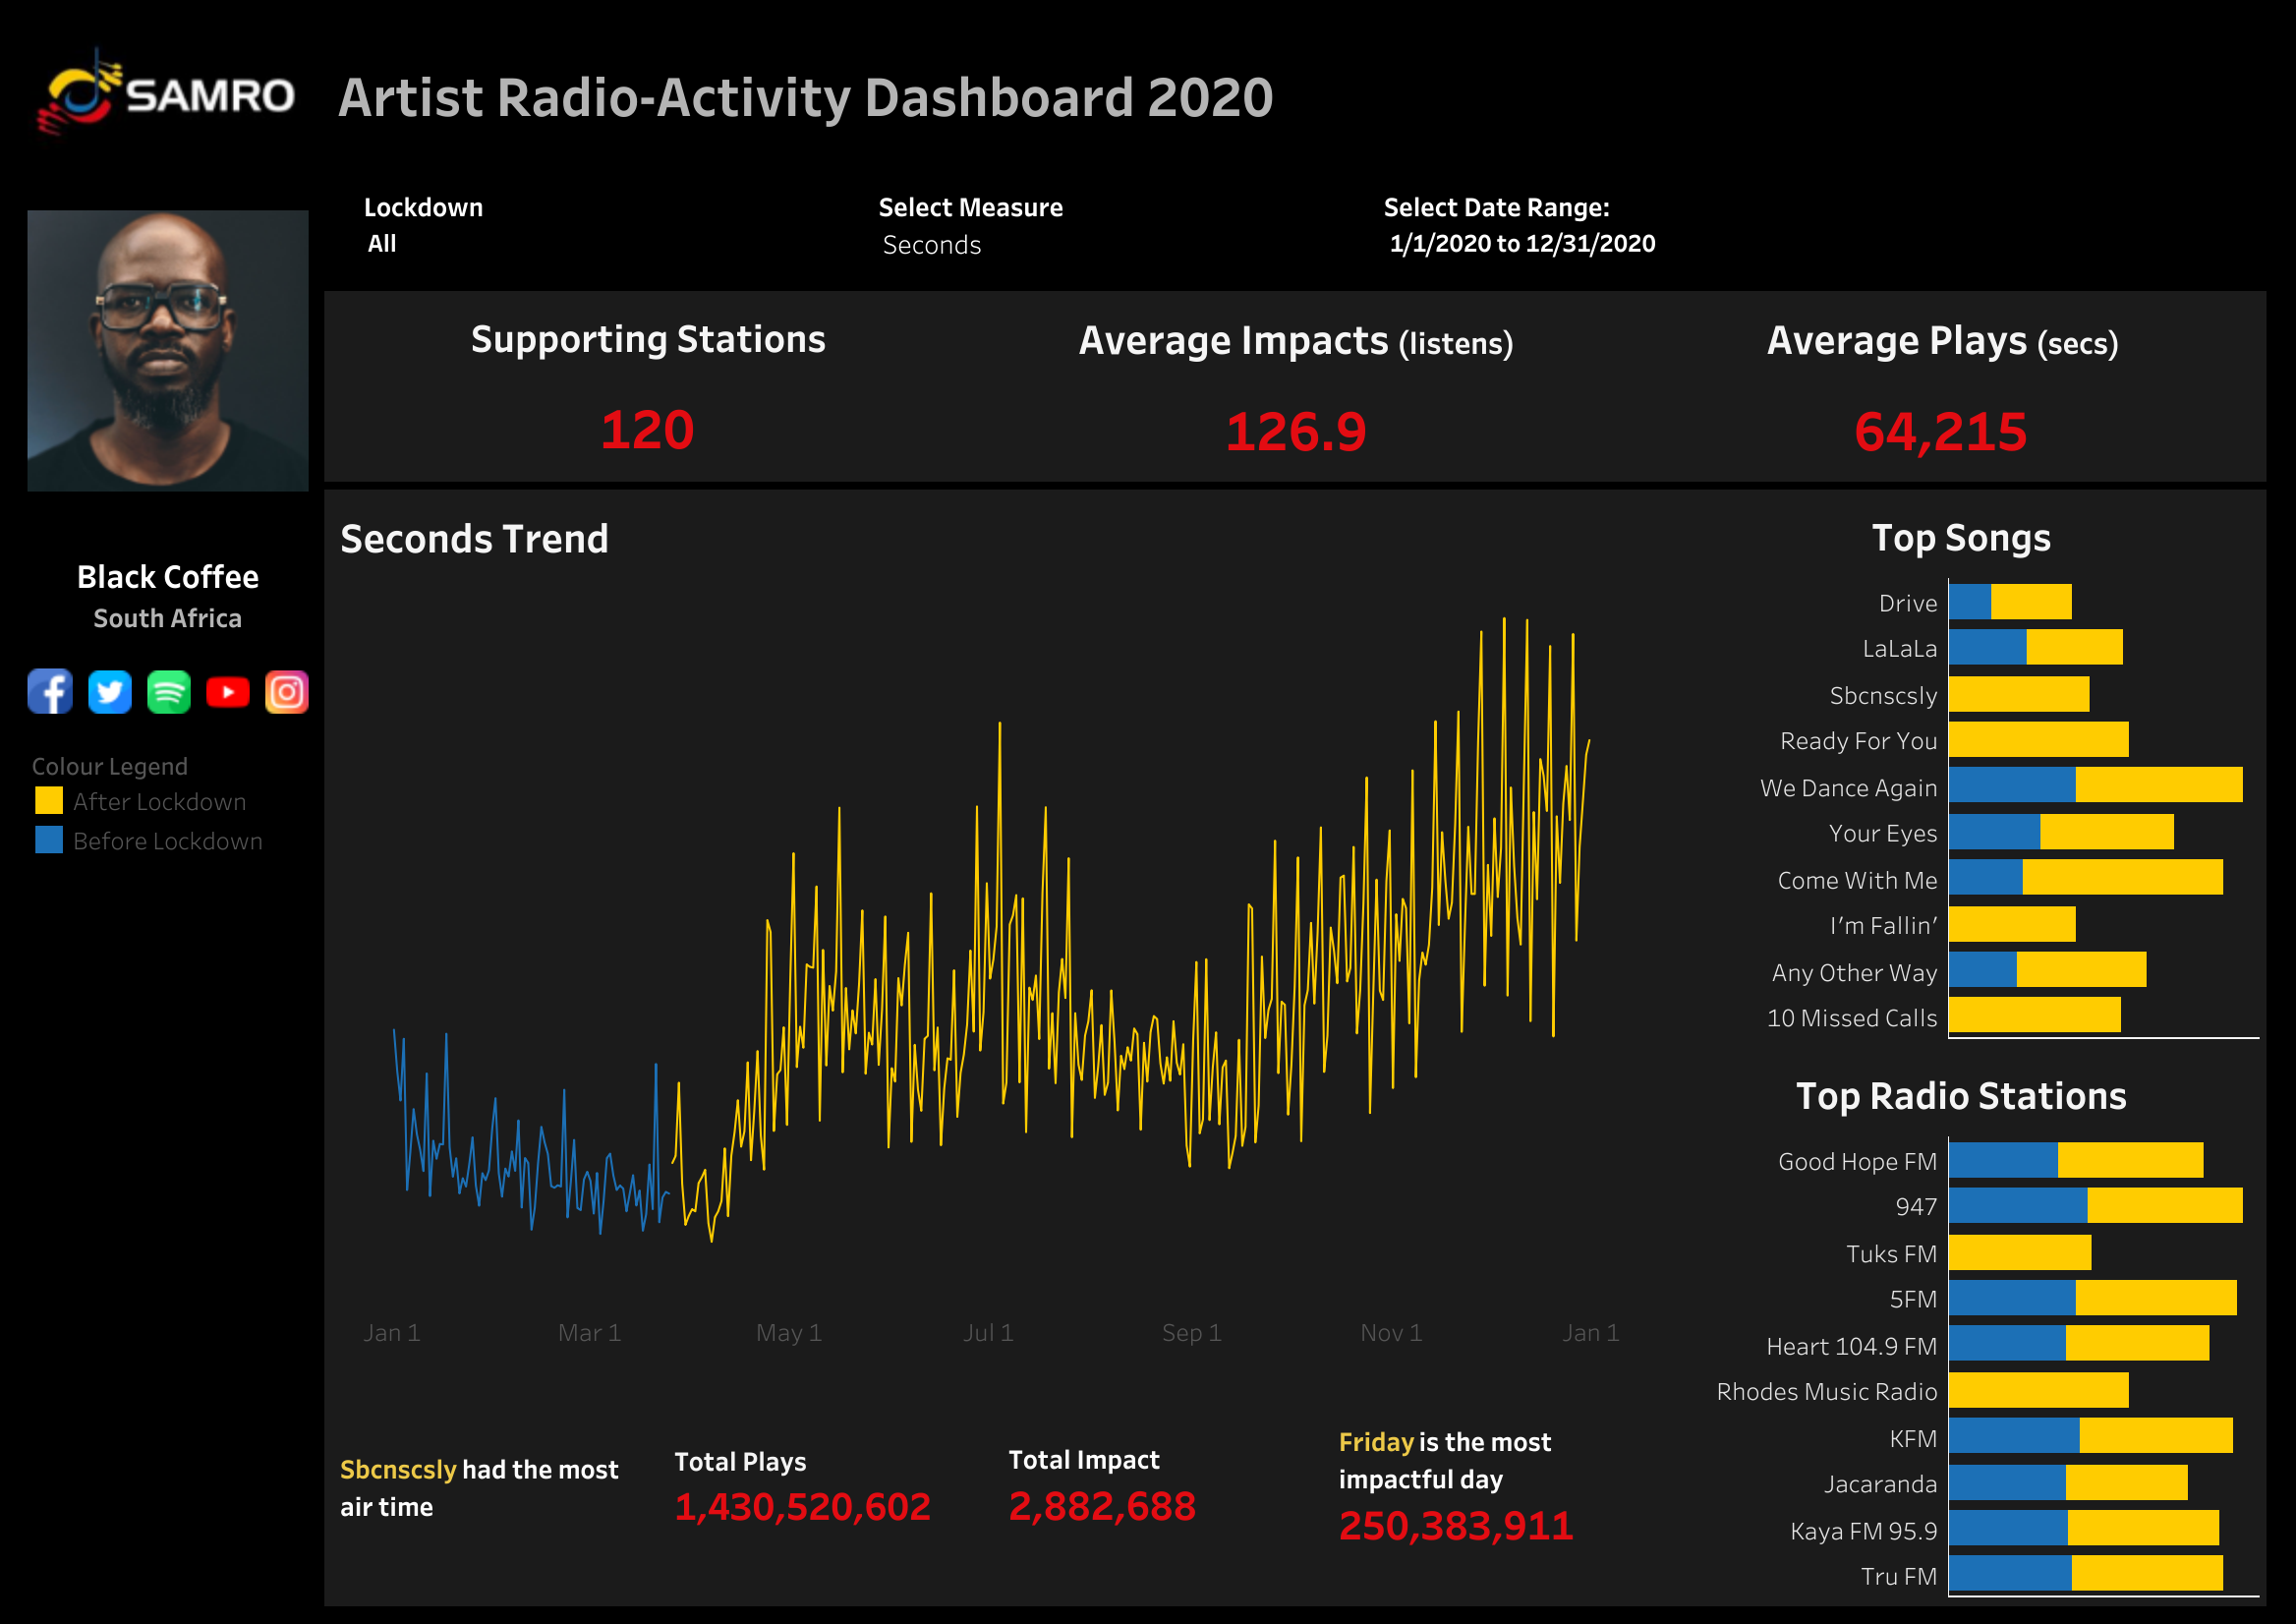 SAMRO
Artist Radio-Activity Dashboard 2020
Lockdown
All
Select Measure
Seconds
Select Date Range:
1/1/2020 to 12/31/2020
Supporting Stations
120
Average Impacts (listens)
126.9
Average Plays (secs)
64,215
Black Coffee
South Africa
Colour Legend
After Lockdown
Before Lockdown
Seconds Trend
Jan 1
Mar 1
May 1
Jul 1
Sep 1
Nov 1
Jan 1
Sbcnscsly had the most
air time
Total Plays
1,430,520,602
Total Impact
2,882,688
Friday is the most
impactful day
250,383,911
Top Songs
Drive
LaLaLa
Sbcnscsly
Ready For You
We Dance Again
Your Eyes
Come With Me
I’m Fallin’
Any Other Way
10 Missed Calls
Top Radio Stations
Good Hope FM
947
Tuks FM
5FM
Heart 104.9 FM
Rhodes Music Radio
KFM
Jacaranda
Kaya FM 95.9
Tru FM